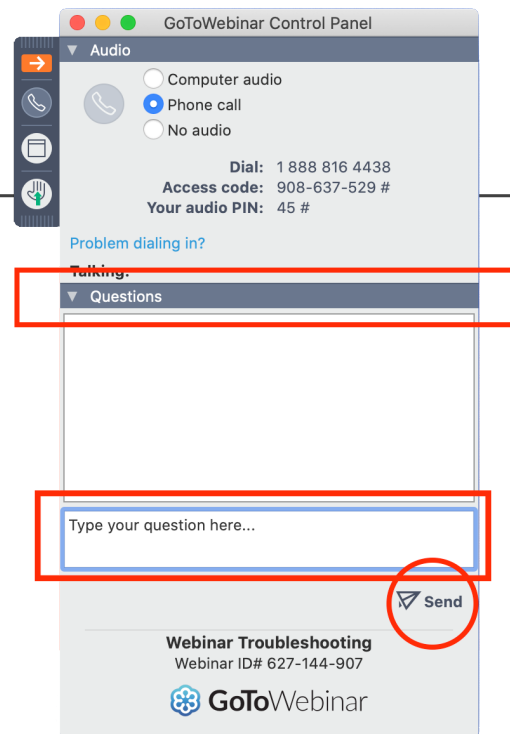 GoToWebinar Control Panel
Audio
Computer audio
Phone call
No audio
Dial: 1 888 816 4438
Access code: 908-637-529 #
Your audio PIN: 45 #
Problem dialing in?
Talking:
Questions
Type your question here...
Send
Webinar Troubleshooting
Webinar ID# 627-144-907
GoToWebinar